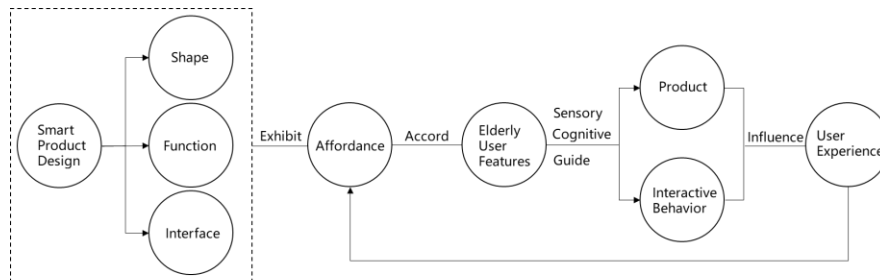 Smart
Product
Design
Shape
Function
Interface
Exhibit
Affordance
Accord
Elderly
User
Features
Sensory
Cognitive
Guide
Product
Interactive
Behavior
Influence
User
Experience